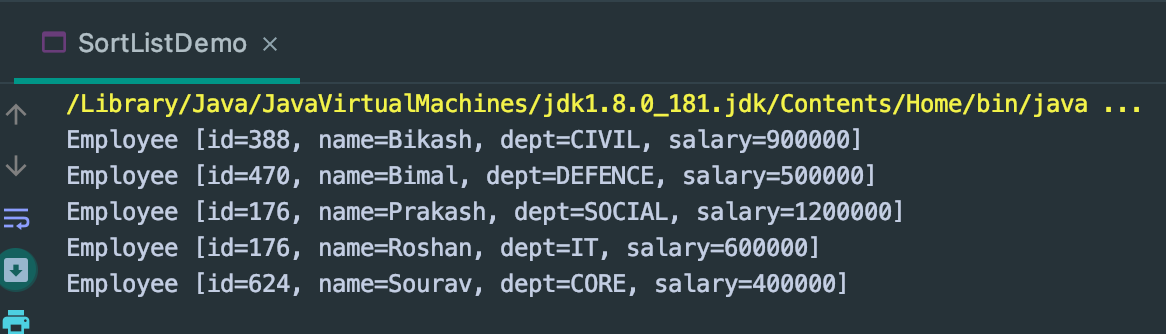 SortListDemo ×
/Library/Java/JavaVirtualMachines/jdk1.8.0_181.jdk/Contents/Home/bin/java ...
Employee [id=388, name=Bikash, dept=CIVIL, salary=900000]
Employee [id=470, name=Bimal, dept=DEFENCE, salary=500000]
Employee [id=176, name=Prakash, dept=SOCIAL, salary=1200000]
Employee [id=176, name=Roshan, dept=IT, salary=600000]
Employee [id=624, name=Sourav, dept=CORE, salary=400000]